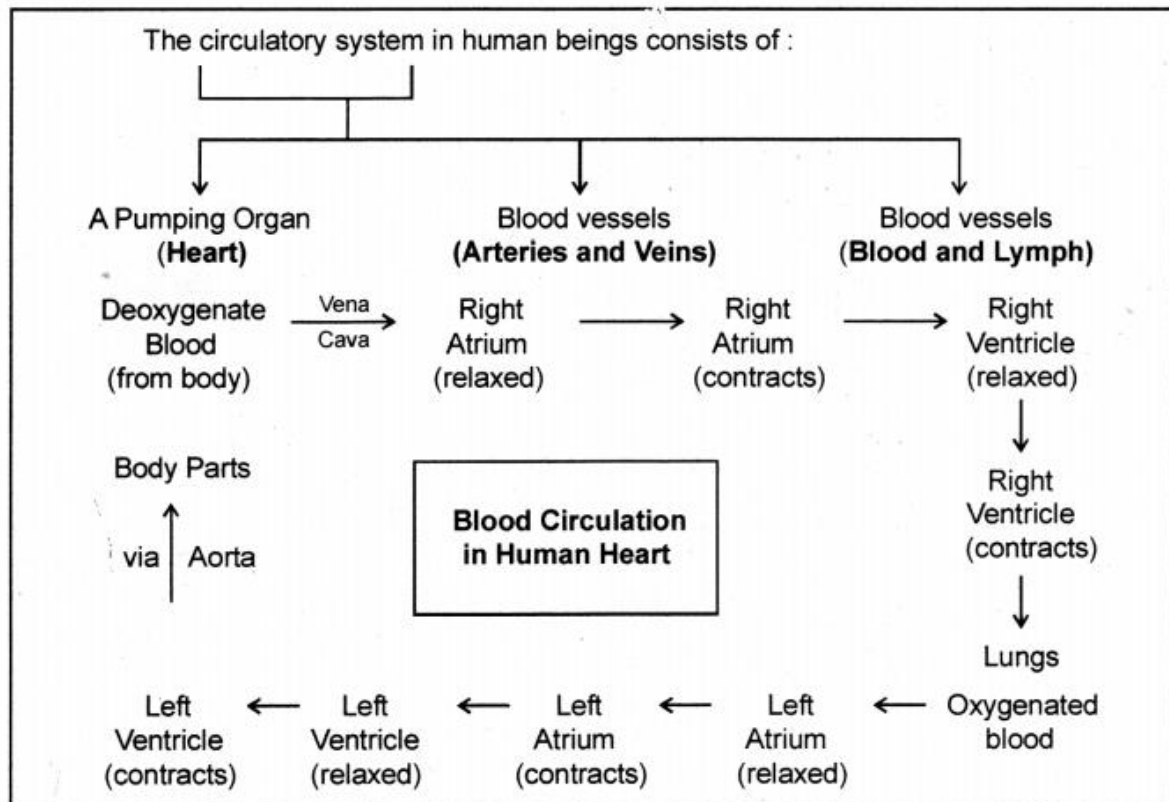 The circulatory system in human beings consists of :
A Pumping Organ
(Heart)
Blood vessels
(Arteries and Veins)
Blood vessels
(Blood and Lymph)
Deoxygenate
Blood
(from body)
Vena
Cava
Right
Atrium
(relaxed)
Right
Atrium
(contracts)
Right
Ventricle
(relaxed)
Right
Ventricle
(contracts)
Lungs
Oxygenated
blood
Left
Atrium
(relaxed)
Left
Atrium
(contracts)
Left
Ventricle
(relaxed)
Left
Ventricle
(contracts)
via Aorta
Body Parts
Blood Circulation
in Human Heart